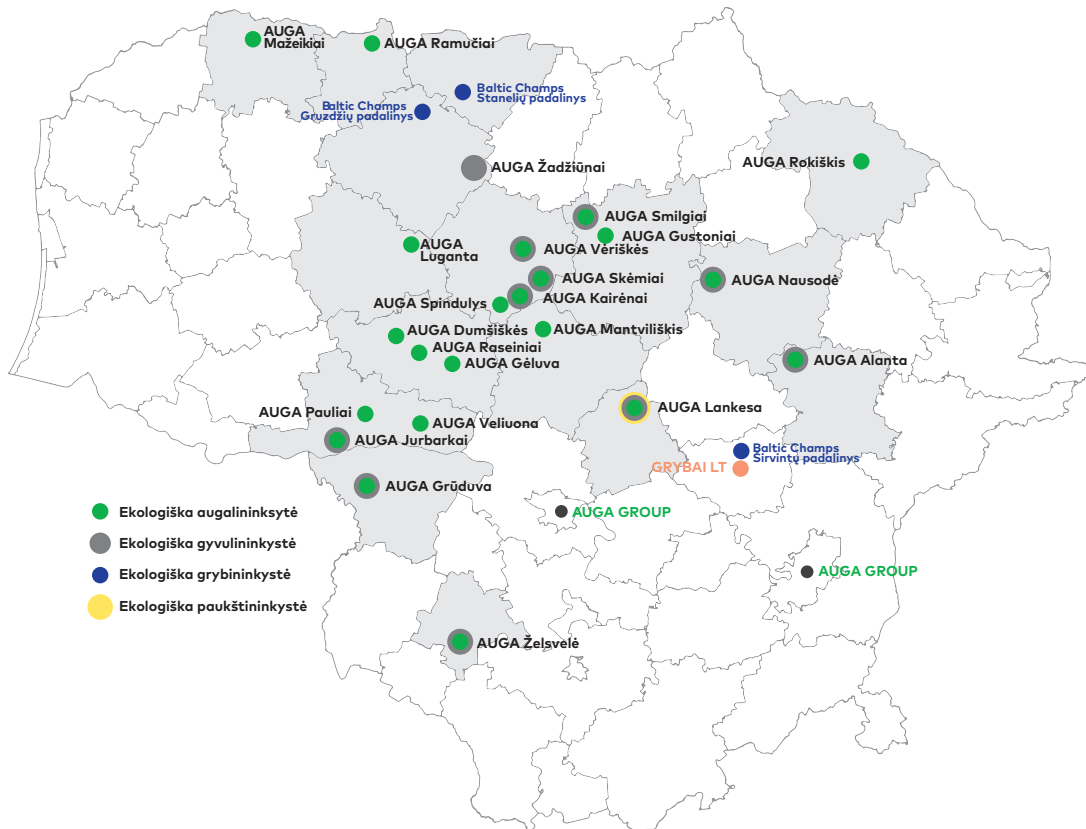 AUGA
Mažeikiai
AUGA Ramučiai
Baltic Champs
Stanelių padalinys
Baltic Champs
Gruzdžių padalinys
AUGA Žadžiūnai
AUGA Rokiškis
AUGA Smilgiai
AUGA Gustoniai
AUGA
Luganta
AUGA Vėriškės
AUGA Skėmiai
AUGA Nausodė
AUGA Kairėnai
AUGA Spindulys
AUGA Dumšiškės
AUGA Mantviliškis
AUGA Raseiniai
AUGA Gėluva
AUGA Alanta
AUGA Pauliai
AUGA Veliuona
AUGA Lankesa
AUGA Jurbarkai
Baltic Champs
Širvintų padalinys
GRYBAI LT
AUGA Grūduva
AUGA GROUP
AUGA GROUP
Ekologiška augalininksytė
Ekologiška gyvulininkystė
Ekologiška grybininkystė
Ekologiška paukštininkystė
AUGA Želsvelė